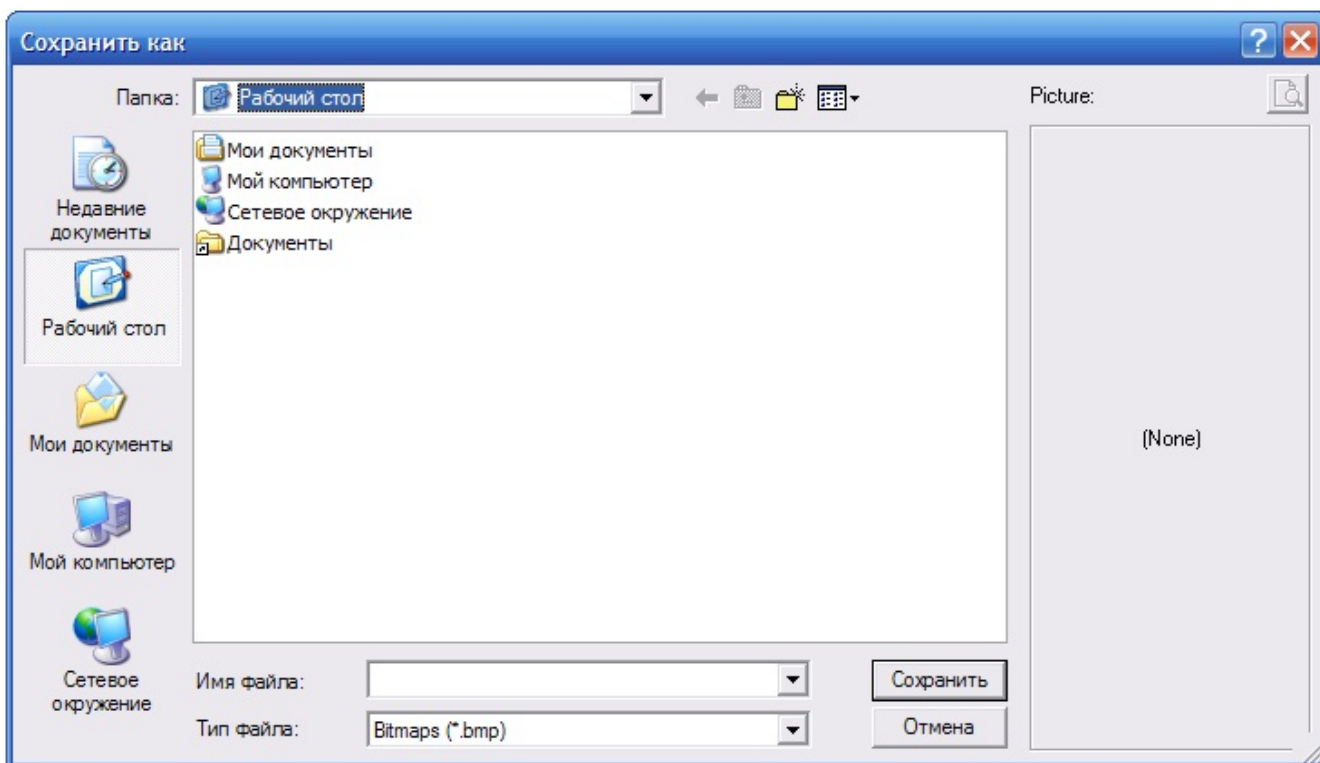 Сохранить как
Папка:
Рабочий стол
Picture:
Недавние
документы
Рабочий стол
Мои документы
Мой компьютер
Сетевое
окружение
Мои документы
Мой компьютер
Сетевое окружение
Документы
(None)
Имя файла:
Сохранить
Тип файла:
Bitmaps (*.bmp)
Отмена